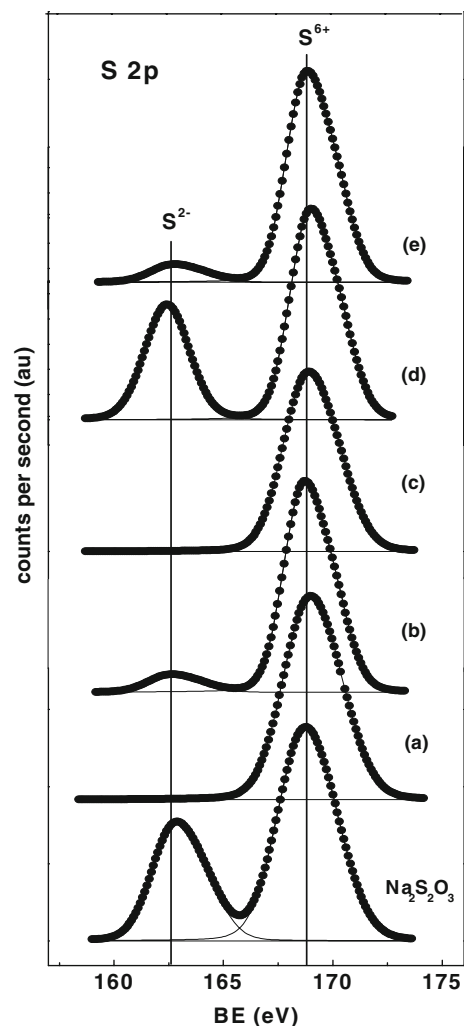 S 2p
S⁶⁺
S²⁻
(e)
(d)
(c)
(b)
(a)
Na₂S₂O₃
counts per second (au)
160 165 170 175
BE (eV)